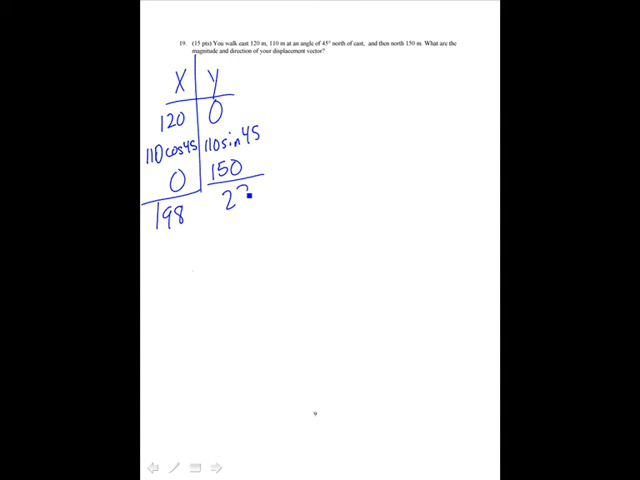 19. (15 pts) You walk east 120 m, 110 m at an angle of 45° north of east, and then north 150 m. What are the
magnitude and direction of your displacement vector?
X Y
120 0
110cos45 110sin45
0 150
198 22
9